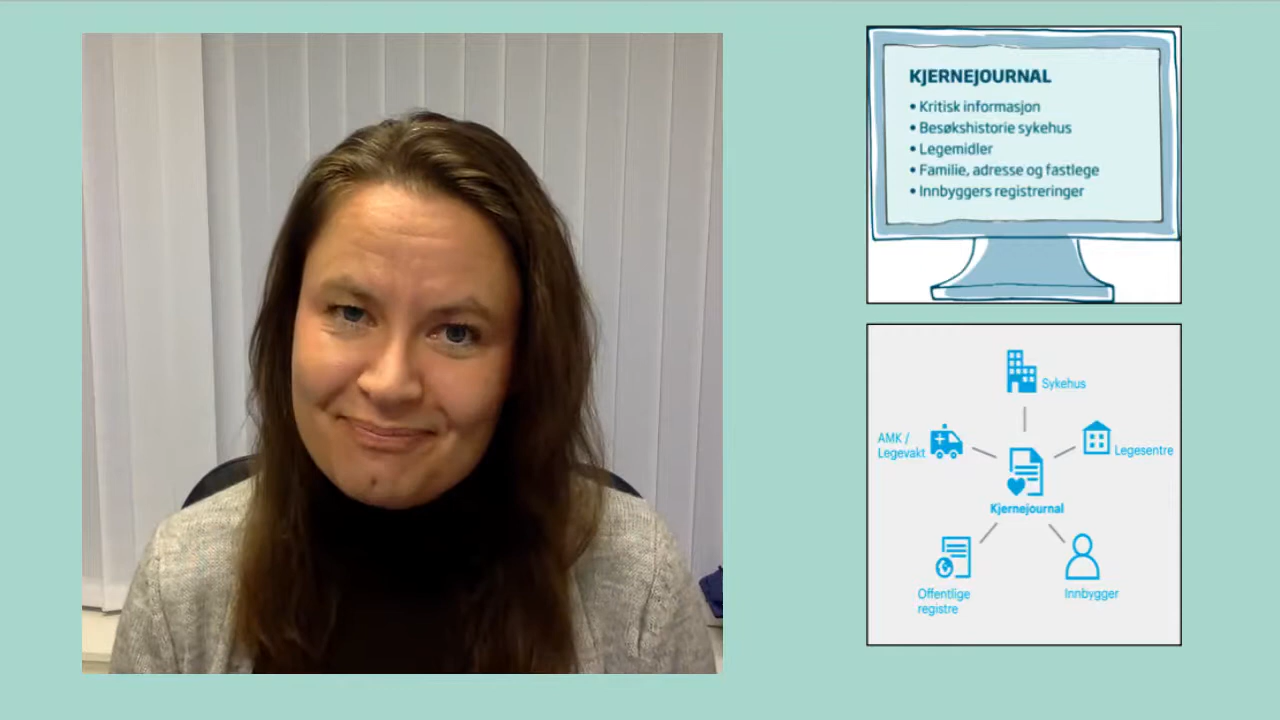 KJERNEJOURNAL
• Kritisk informasjon
• Besøkshistorie sykehus
• Legemidler
• Familie, adresse og fastlege
• Innbyggers registreringer
Sykehus
AMK /
Legevakt
Legesentre
Kjernejournal
Offentlige
registre
Innbygger